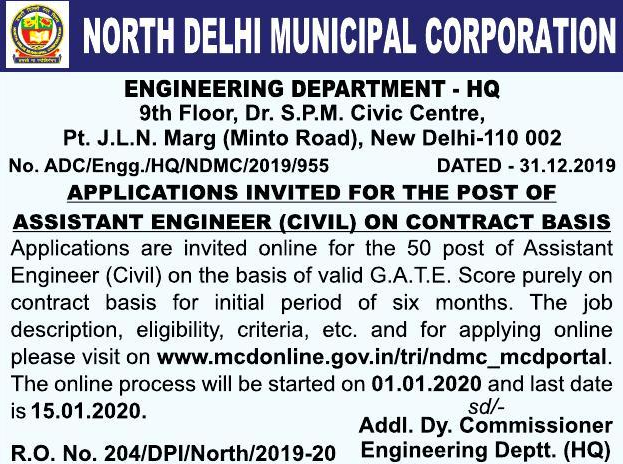 NORTH DELHI MUNICIPAL CORPORATION
ENGINEERING DEPARTMENT - HQ
9th Floor, Dr. S.P.M. Civic Centre,
Pt. J.L.N. Marg (Minto Road), New Delhi-110 002
No. ADC/Engg./HQ/NDMC/2019/955 DATED - 31.12.2019
APPLICATIONS INVITED FOR THE POST OF
ASSISTANT ENGINEER (CIVIL) ON CONTRACT BASIS
Applications are invited online for the 50 post of Assistant
Engineer (Civil) on the basis of valid G.A.T.E. Score purely on
contract basis for initial period of six months. The job
description, eligibility, criteria, etc. and for applying online
please visit on www.mcdonline.gov.in/tri/ndmc_mcdportal.
The online process will be started on 01.01.2020 and last date
is 15.01.2020.
sd/-
Addl. Dy. Commissioner
R.O. No. 204/DPI/North/2019-20 Engineering Deptt. (HQ)